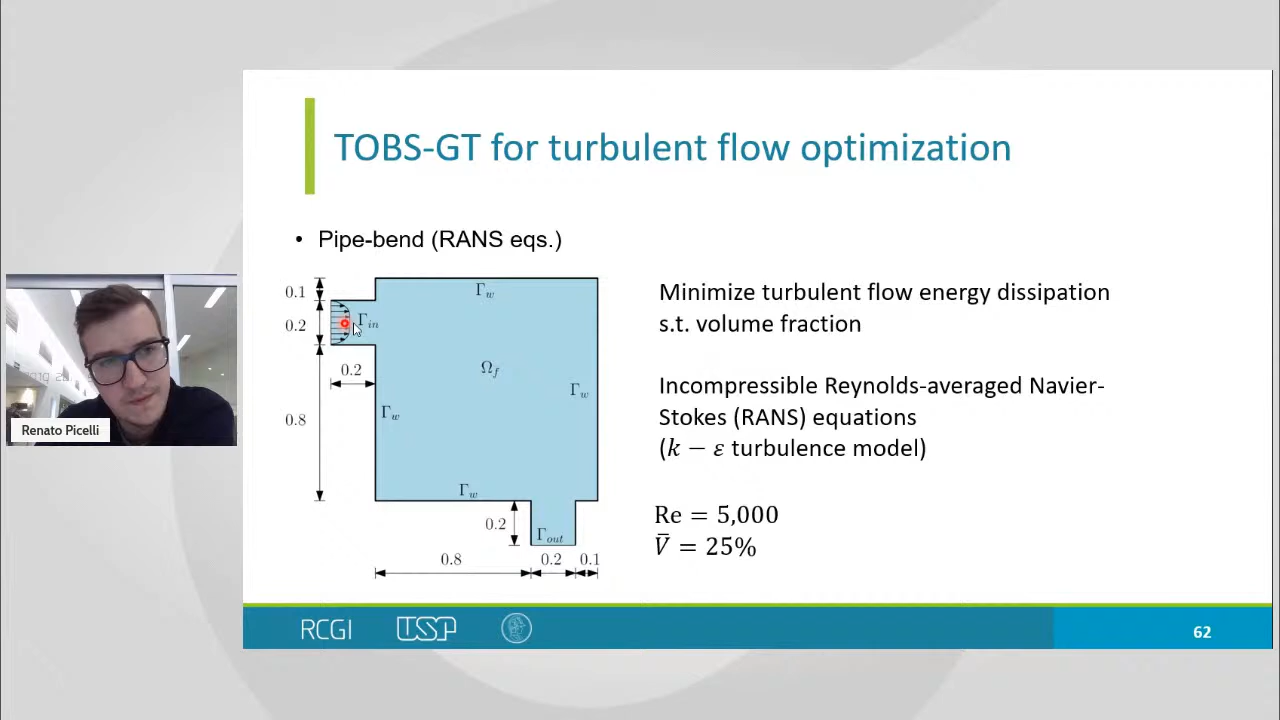 TOBS-GT for turbulent flow optimization
• Pipe-bend (RANS eqs.)
0.1
0.2
0.8
0.2
Γw
Γin
Ωf
Γw
Γw
Γw
0.2
Γout
0.8
0.2
0.1
Minimize turbulent flow energy dissipation
s.t. volume fraction
Incompressible Reynolds-averaged Navier-
Stokes (RANS) equations
(k − ε turbulence model)
Re = 5,000
V̄ = 25%
Renato Picelli
RCGI
USP
62